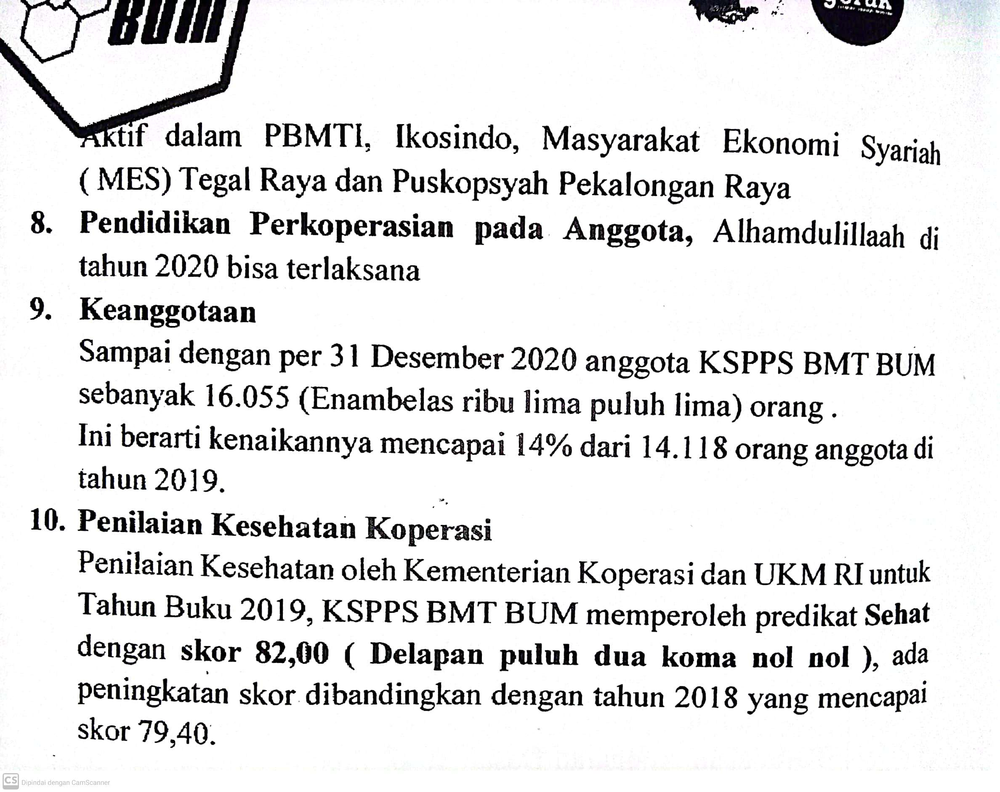 BUM
Aktif dalam PBMTI, Ikosindo, Masyarakat Ekonomi Syariah
( MES) Tegal Raya dan Puskopsyah Pekalongan Raya
8. Pendidikan Perkoperasian pada Anggota, Alhamdulillaah di
tahun 2020 bisa terlaksana
9. Keanggotaan
Sampai dengan per 31 Desember 2020 anggota KSPPS BMT BUM
sebanyak 16.055 (Enambelas ribu lima puluh lima) orang .
Ini berarti kenaikannya mencapai 14% dari 14.118 orang anggota di
tahun 2019.
10. Penilaian Kesehatan Koperasi
Penilaian Kesehatan oleh Kementerian Koperasi dan UKM RI untuk
Tahun Buku 2019, KSPPS BMT BUM memperoleh predikat Sehat
dengan skor 82,00 ( Delapan puluh dua koma nol nol ), ada
peningkatan skor dibandingkan dengan tahun 2018 yang mencapai
skor 79,40.
CS Dipindai dengan CamScanner